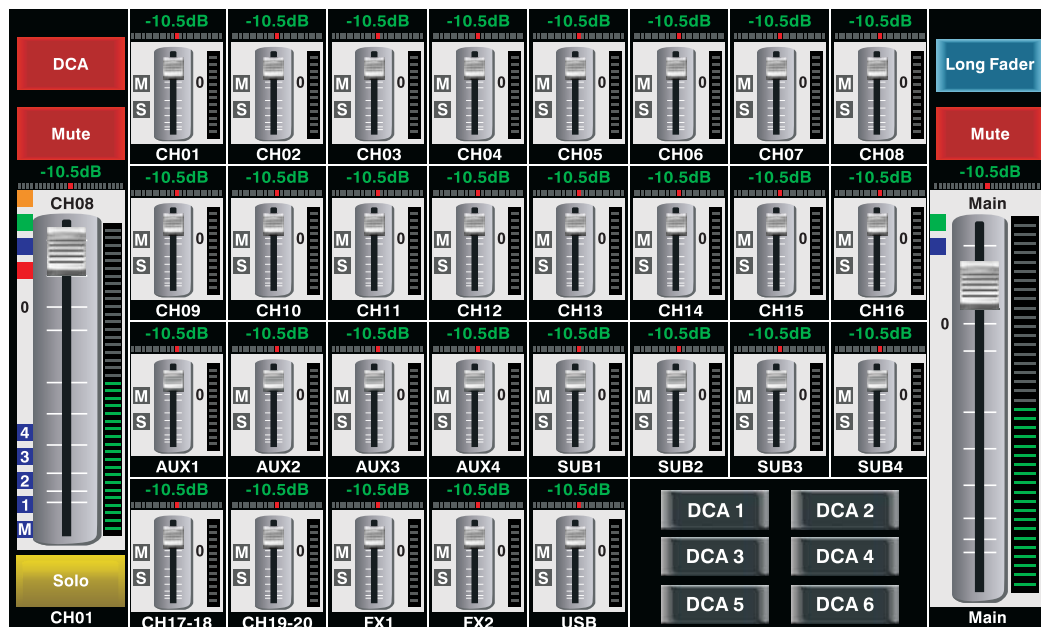 -10.5dB -10.5dB -10.5dB -10.5dB -10.5dB -10.5dB -10.5dB -10.5dB
DCA
Long Fader
M 0 M 0 M 0 M 0 M 0 M 0 M 0 M 0
S S S S S S S S
Mute
Mute
CH01 CH02 CH03 CH04 CH05 CH06 CH07 CH08
-10.5dB -10.5dB -10.5dB -10.5dB -10.5dB -10.5dB -10.5dB -10.5dB -10.5dB -10.5dB
CH08
Main
M 0 M 0 M 0 M 0 M 0 M 0 M 0 M 0
S S S S S S S S
0
0
CH09 CH10 CH11 CH12 CH13 CH14 CH15 CH16
-10.5dB -10.5dB -10.5dB -10.5dB -10.5dB -10.5dB -10.5dB -10.5dB
M 0 M 0 M 0 M 0 M 0 M 0 M 0 M 0
S S S S S S S S
4
3
2
1
M
AUX1 AUX2 AUX3 AUX4 SUB1 SUB2 SUB3 SUB4
-10.5dB -10.5dB -10.5dB -10.5dB -10.5dB
M 0 M 0 M 0 M 0 M 0
S S S S S
DCA 1 DCA 2
DCA 3 DCA 4
DCA 5 DCA 6
Solo
CH01
CH17-18 CH19-20 FX1 FX2 USB
Main